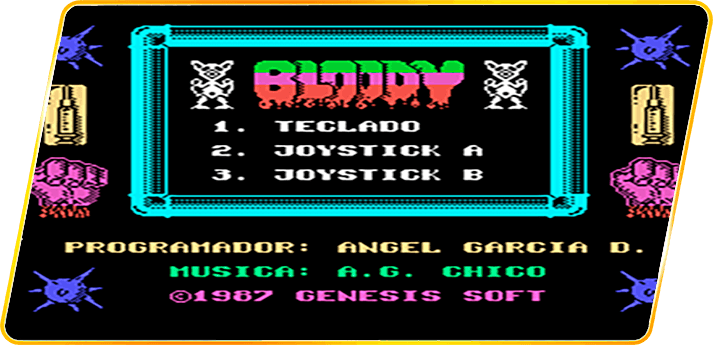 BLOODY
1. TECLADO
2. JOYSTICK A
3. JOYSTICK B
PROGRAMADOR: ANGEL GARCIA D.
MUSICA: A.G. CHICO
©1987 GENESIS SOFT